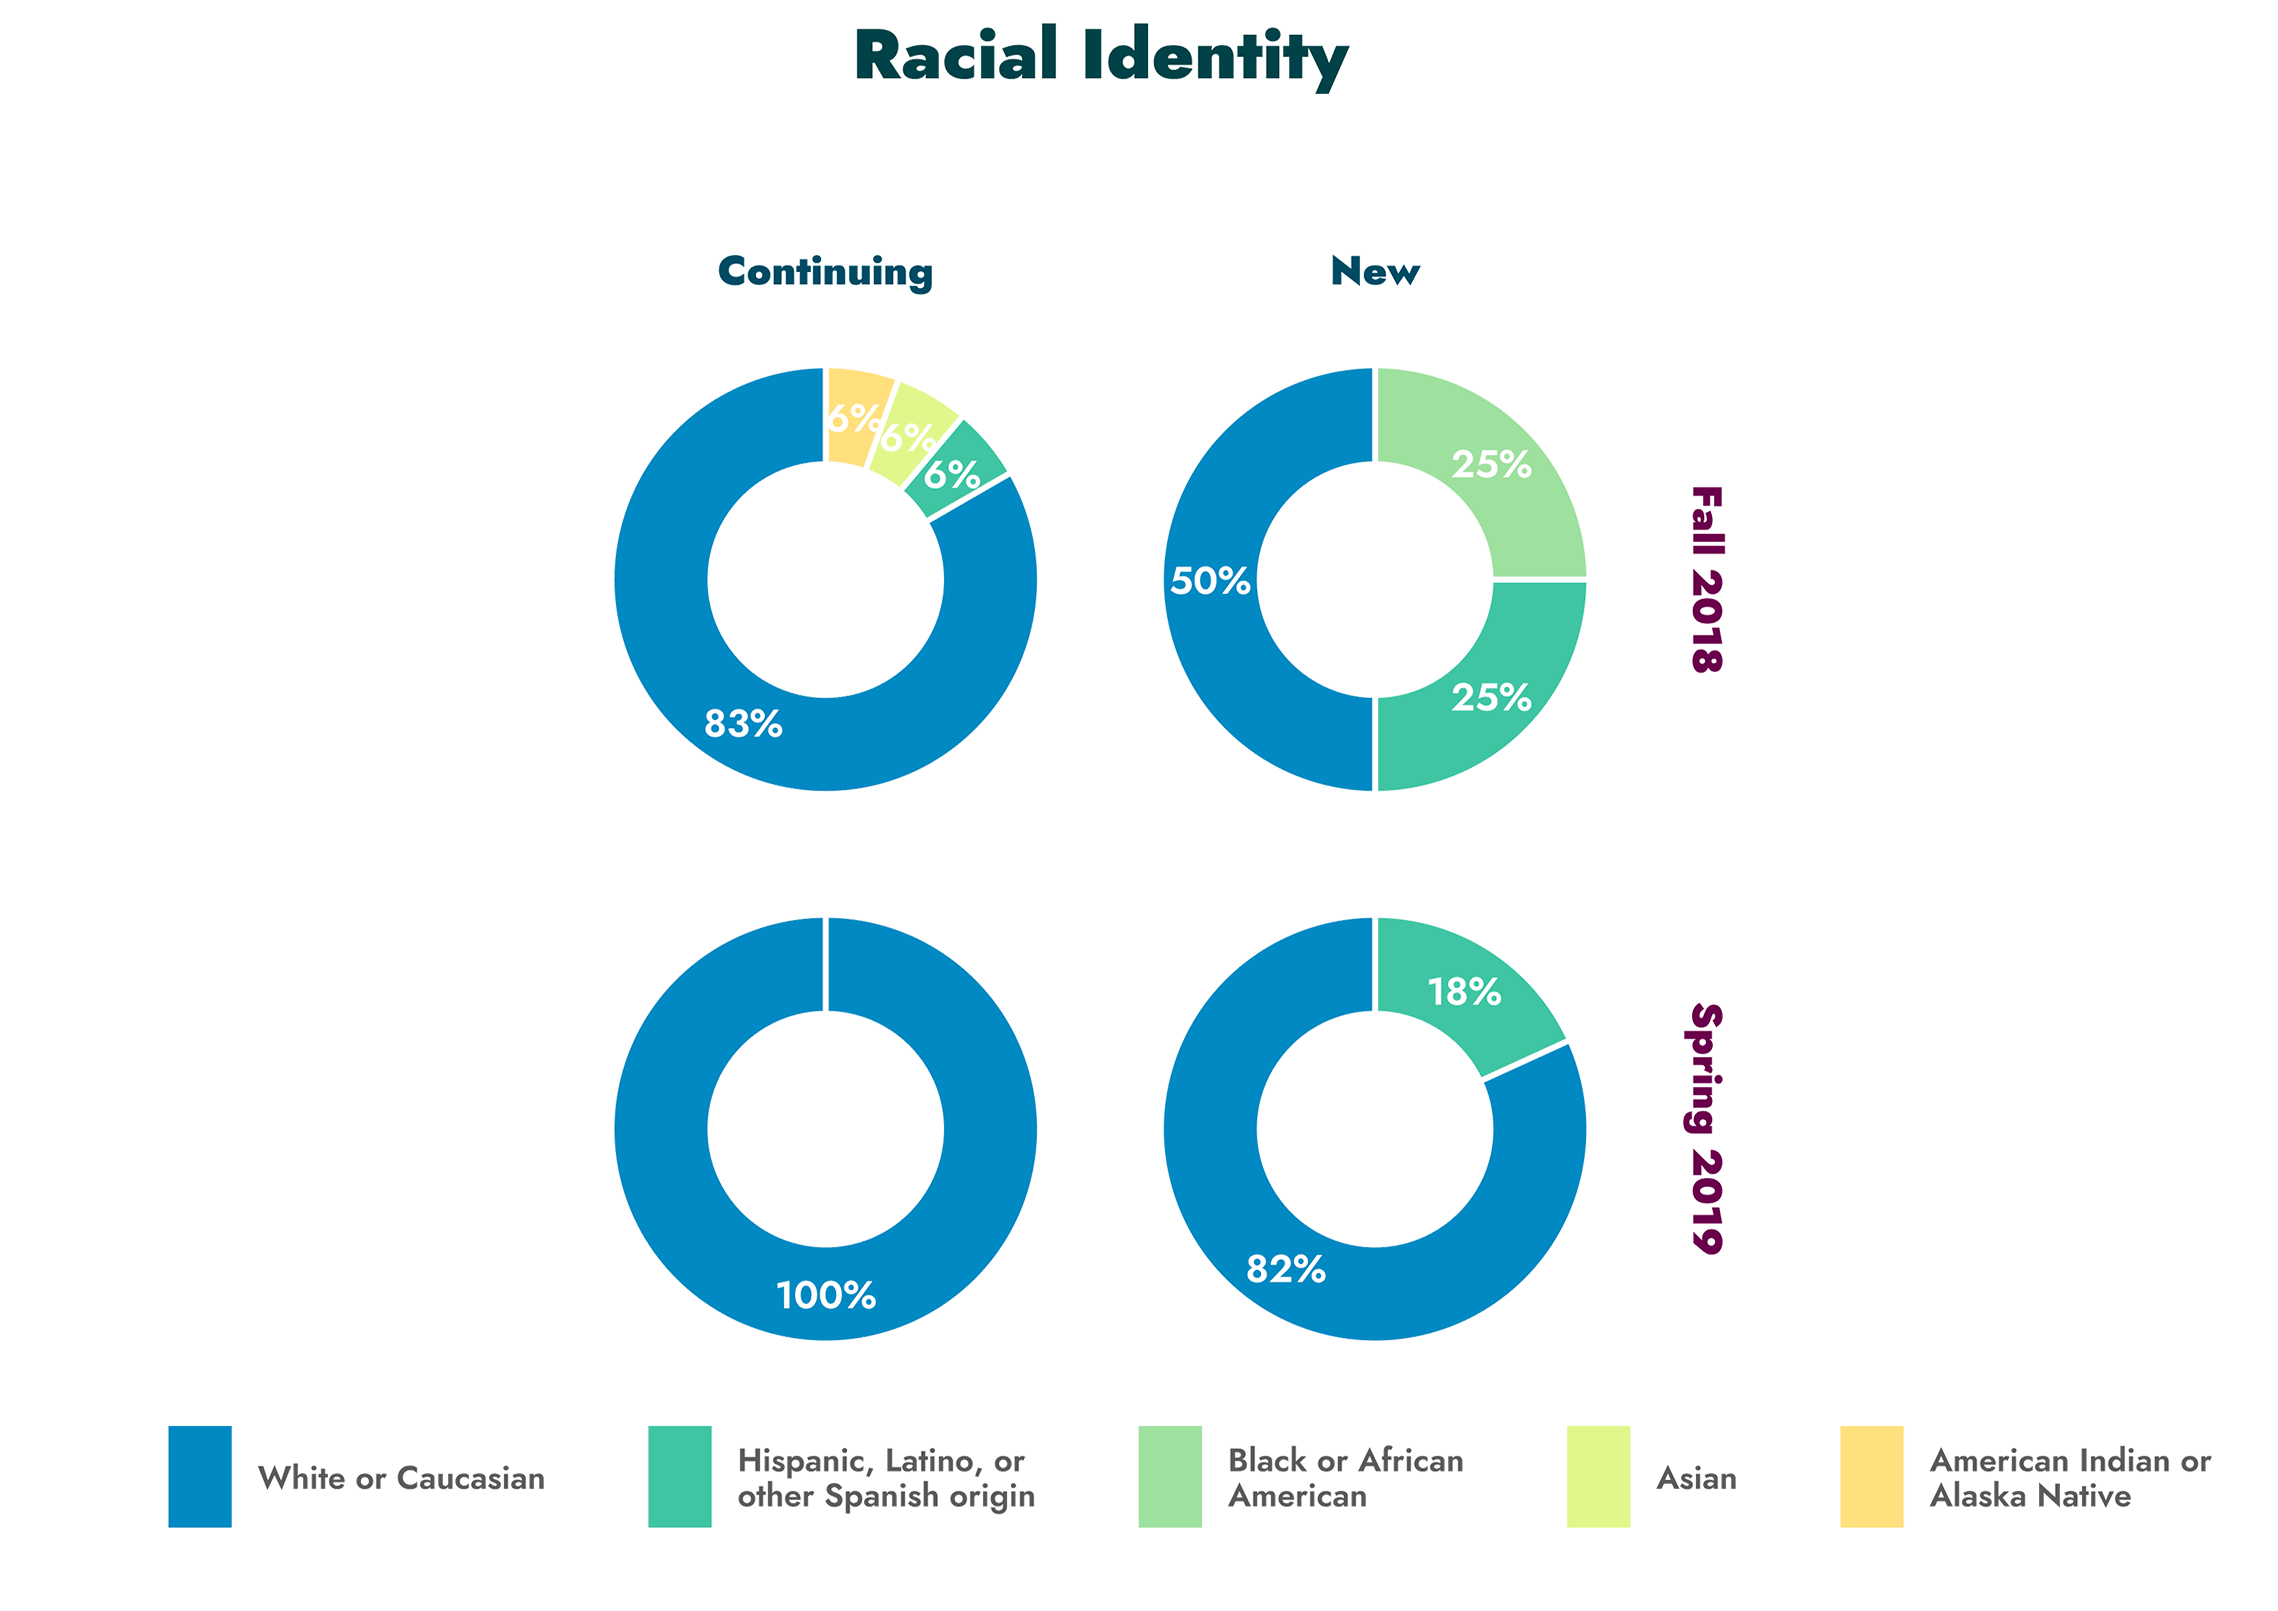 Racial Identity
Continuing
New
6%
6%
6%
83%
25%
50%
25%
Fall 2018
100%
18%
82%
Spring 2019
White or Caucasian
Hispanic, Latino, or
other Spanish origin
Black or African
American
Asian
American Indian or
Alaska Native